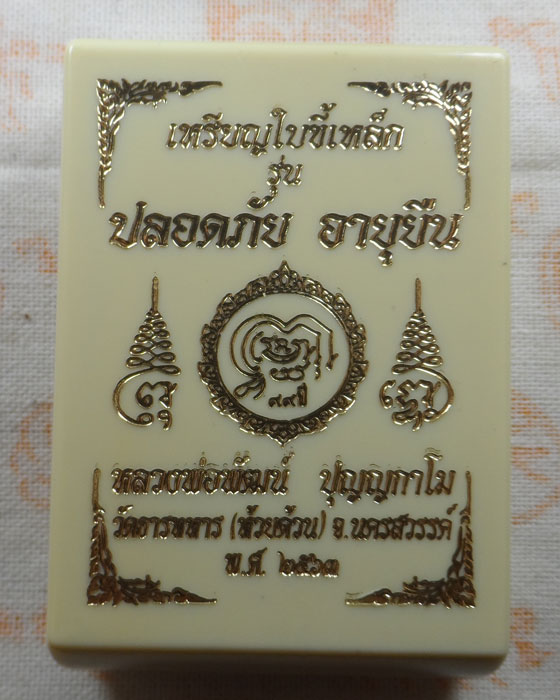 เหรียญใบขี้เหล็ก
รุ่น
ปลอดภัย อายุยืน
๙๙ปี
หลวงพ่อพัฒน์ ปุญญกาโม
วัดธารทหาร (ห้วยด้วน) จ.นครสวรรค์
พ.ศ. ๒๕๖๓